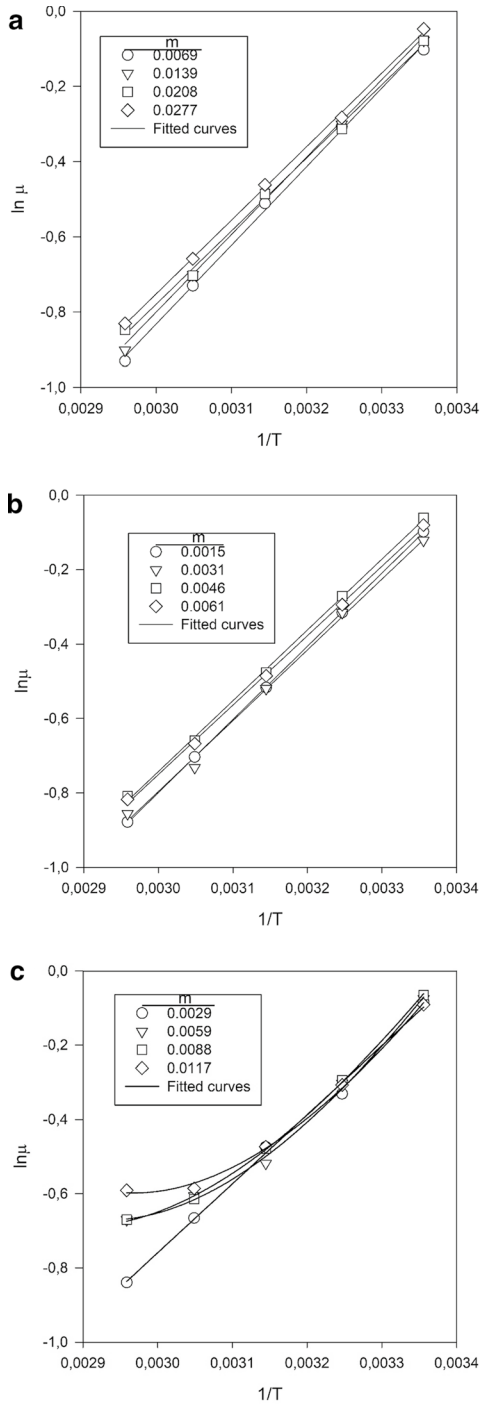 a
0,0
m
0.0069
0.0139
-0,2
0.0208
0.0277
Fitted curves
-0,4
ln μ
-0,6
-0,8
-1,0
0,0029 0,0030 0,0031 0,0032 0,0033 0,0034
1/T
b
0,0
m
0.0015
0.0031
-0,2
0.0046
0.0061
Fitted curves
-0,4
lnμ
-0,6
-0,8
-1,0
0,0029 0,0030 0,0031 0,0032 0,0033 0,0034
1/T
c
0,0
m
0.0029
0.0059
-0,2
0.0088
0.0117
Fitted curves
-0,4
lnμ
-0,6
-0,8
-1,0
0,0029 0,0030 0,0031 0,0032 0,0033 0,0034
1/T